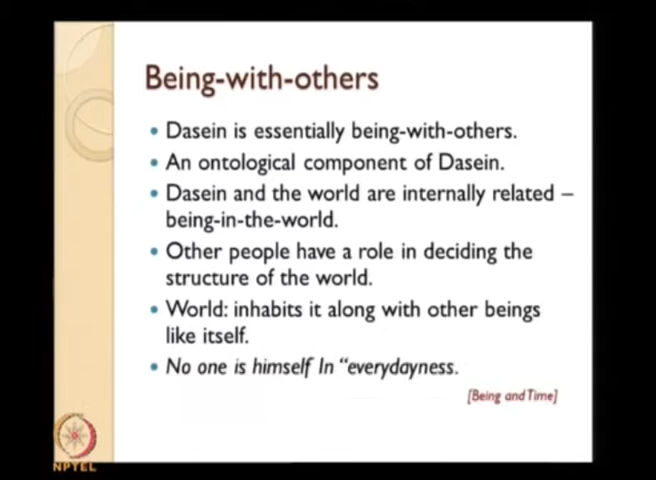 Being-with-others
• Dasein is essentially being-with-others.
• An ontological component of Dasein.
• Dasein and the world are internally related –
being-in-the-world.
• Other people have a role in deciding the
structure of the world.
• World: inhabits it along with other beings
like itself.
• No one is himself In “everydayness.
[Being and Time]
NPTEL